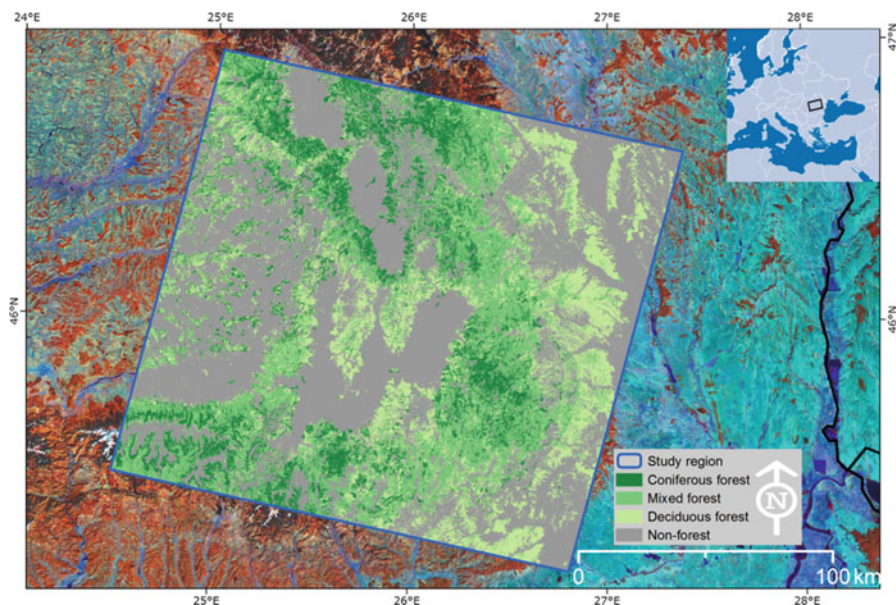 24°E 25°E 26°E 27°E 28°E
47°N
46°N 46°N
Study region
Coniferous forest
Mixed forest
Deciduous forest
Non-forest
N
0 100 km
25°E 26°E 27°E 28°E